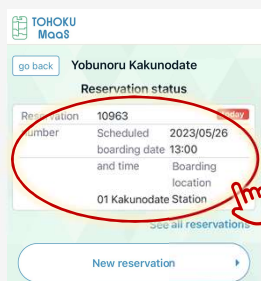 TOHOKU
MaaS
go back Yobunoru Kakunodate
Reservation status
Reservation 10963
number Scheduled 2023/05/26
boarding date 13:00
and time Boarding
location
01 Kakunodate Station
See all reservations
New reservation